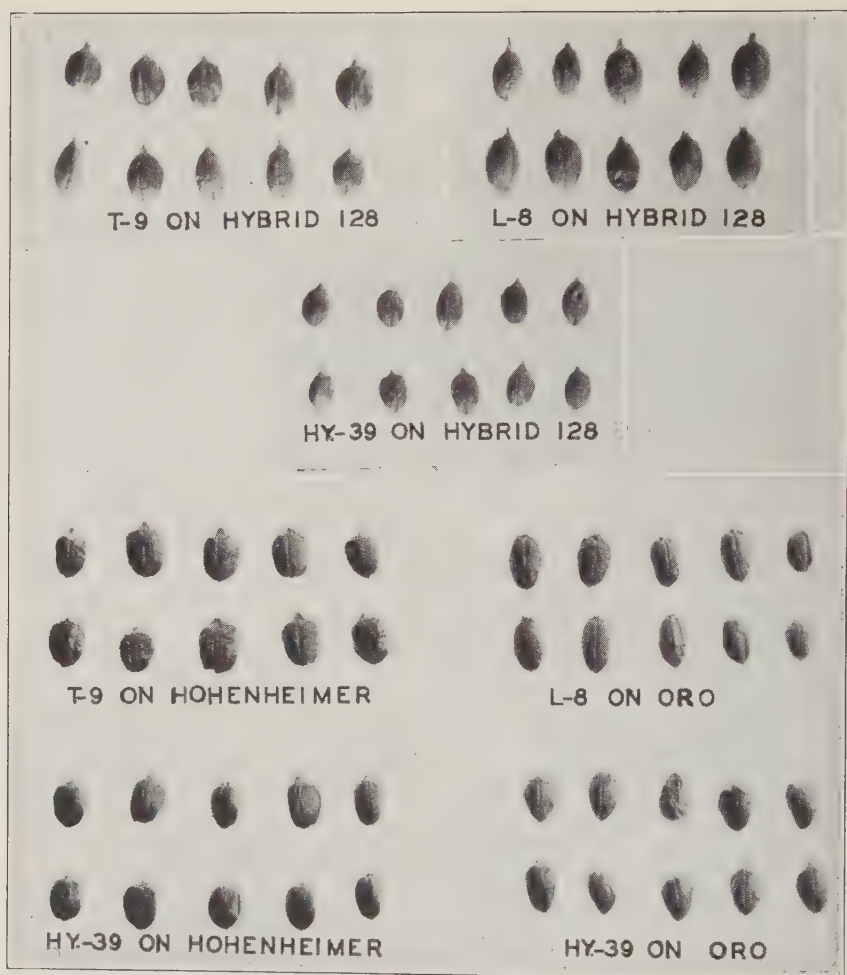 T-9 ON HYBRID 128
L-8 ON HYBRID 128
HY.-39 ON HYBRID 128
T-9 ON HOHENHEIMER
L-8 ON ORO
HY.-39 ON HOHENHEIMER
HY.-39 ON ORO